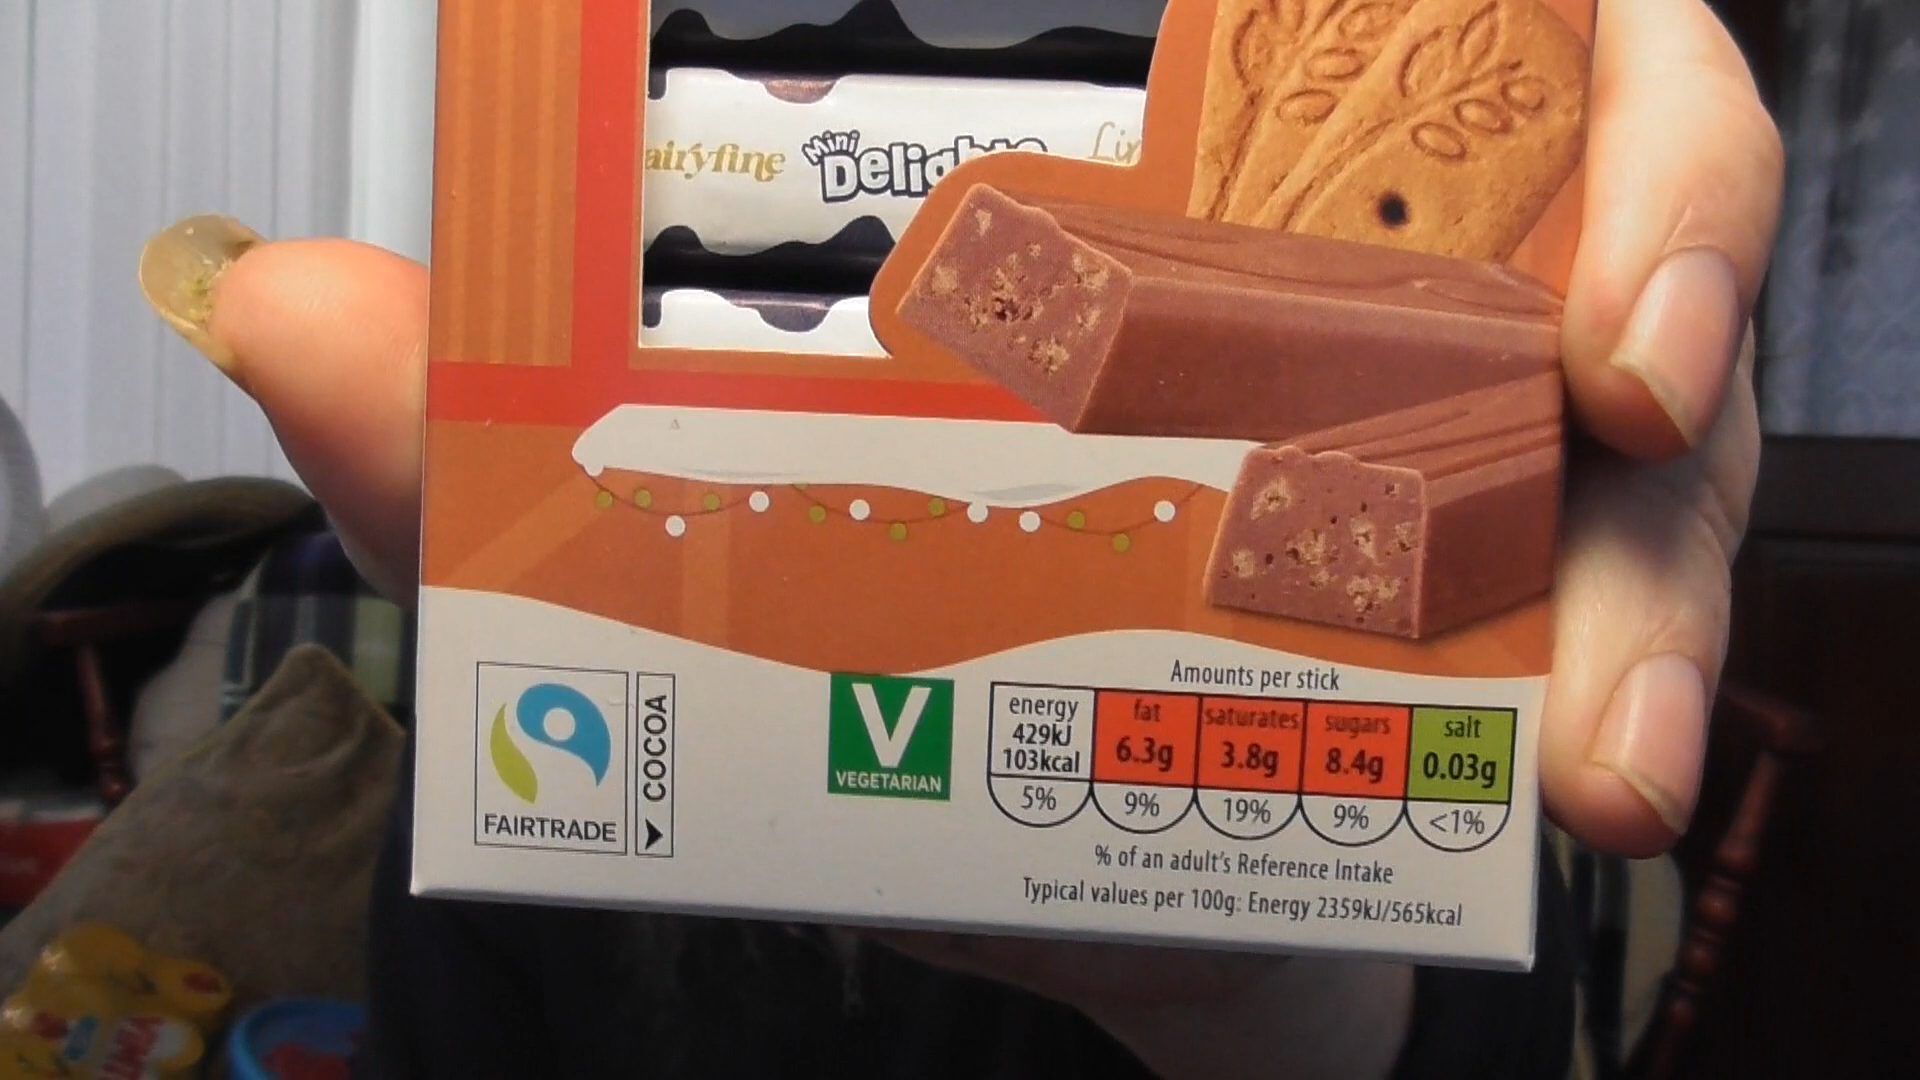 airyfine Mini Delights
Amounts per stick
energy
429kJ
103kcal
5%
fat
6.3g
9%
saturates
3.8g
19%
sugars
8.4g
9%
salt
0.03g
<1%
% of an adult's Reference Intake
Typical values per 100g: Energy 2359kJ/565kcal
FAIRTRADE
COCOA
V
VEGETARIAN